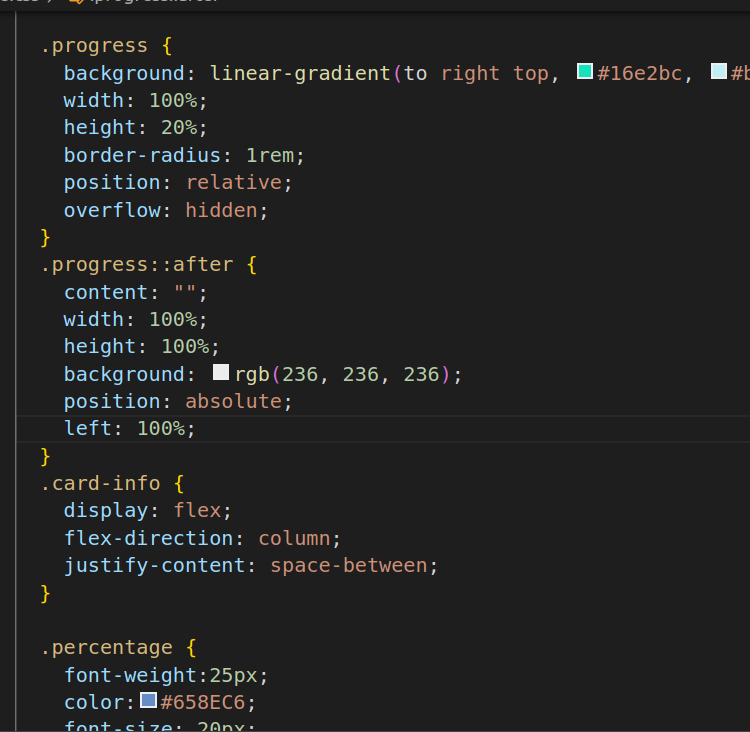 .progress {
background: linear-gradient(to right top, #16e2bc, #b
width: 100%;
height: 20%;
border-radius: 1rem;
position: relative;
overflow: hidden;
}
.progress::after {
content: "";
width: 100%;
height: 100%;
background: rgb(236, 236, 236);
position: absolute;
left: 100%;
}
.card-info {
display: flex;
flex-direction: column;
justify-content: space-between;
}
.percentage {
font-weight:25px;
color: #658EC6;
font-size: 20px;